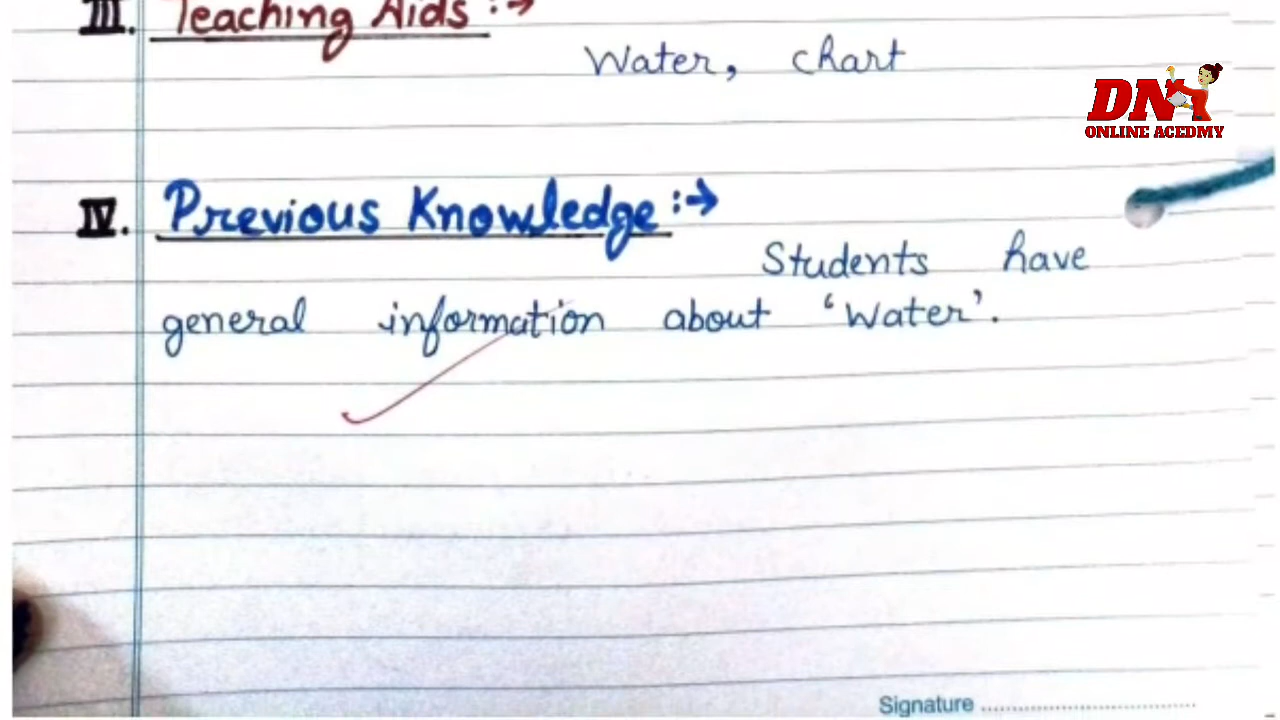 III. Teaching Aids :→
Water, chart
DNA
ONLINE ACEDMY
IV. Previous Knowledge :→
Students have
general information about 'Water'.
Signature ......................................